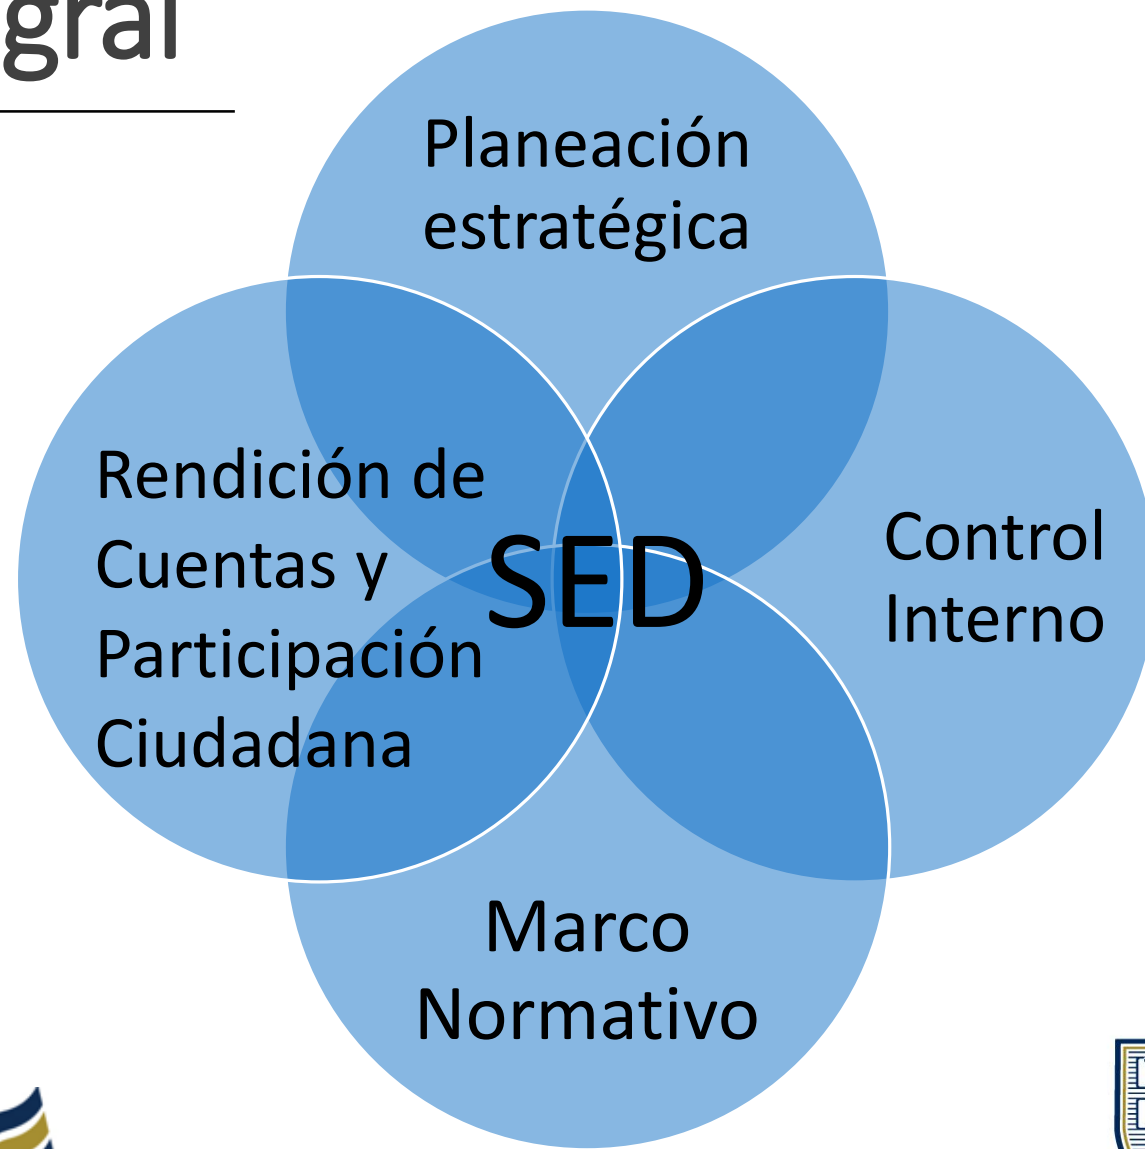 gral
Planeación
estratégica
Rendición de
Cuentas y
Participación
Ciudadana
SED
Control
Interno
Marco
Normativo